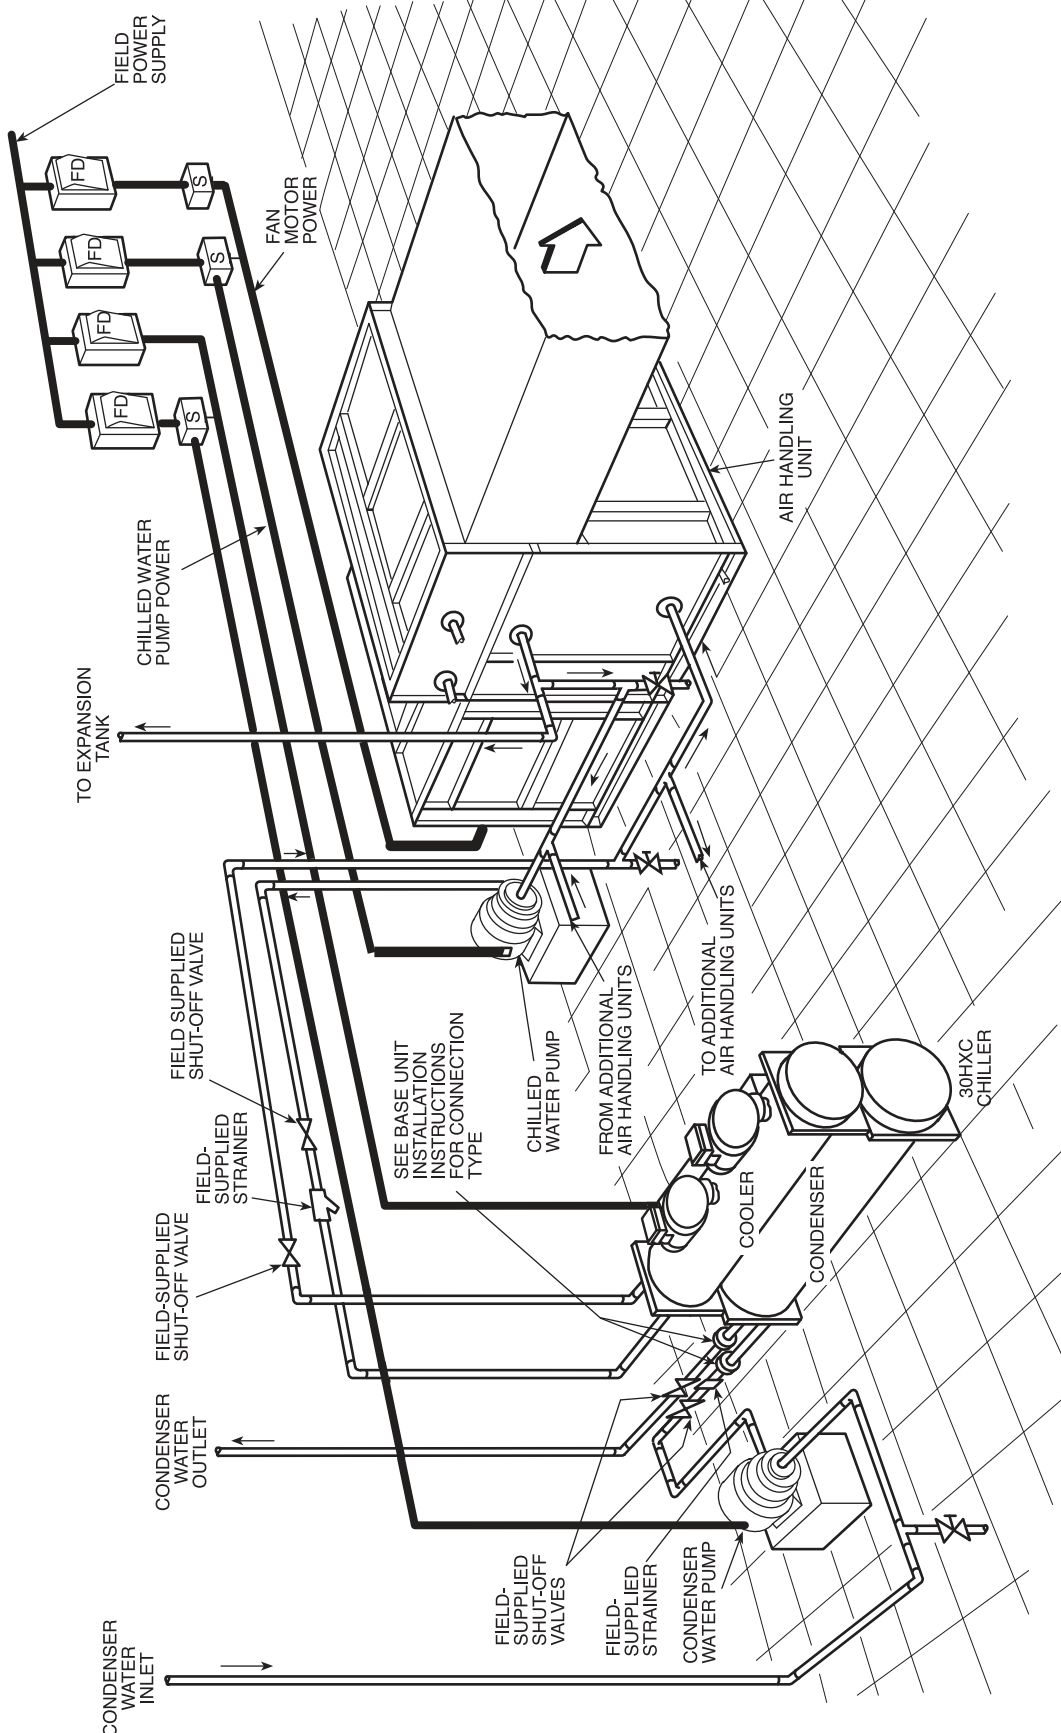 FIELD
POWER
SUPPLY
FD
FD
FD
FD
S
S
S
FAN
MOTOR
POWER
CHILLED WATER
PUMP POWER
TO EXPANSION
TANK
AIR HANDLING
UNIT
FIELD SUPPLIED
SHUT-OFF VALVE
FIELD-
SUPPLIED
STRAINER
FIELD-SUPPLIED
SHUT-OFF VALVE
SEE BASE UNIT
INSTALLATION
INSTRUCTIONS
FOR CONNECTION
TYPE
CHILLED
WATER PUMP
FROM ADDITIONAL
AIR HANDLING UNITS
TO ADDITIONAL
AIR HANDLING UNITS
30HXC
CHILLER
COOLER
CONDENSER
CONDENSER
WATER
OUTLET
FIELD-
SUPPLIED
SHUT-OFF
VALVES
FIELD-
SUPPLIED
STRAINER
CONDENSER
WATER PUMP
CONDENSER
WATER
INLET